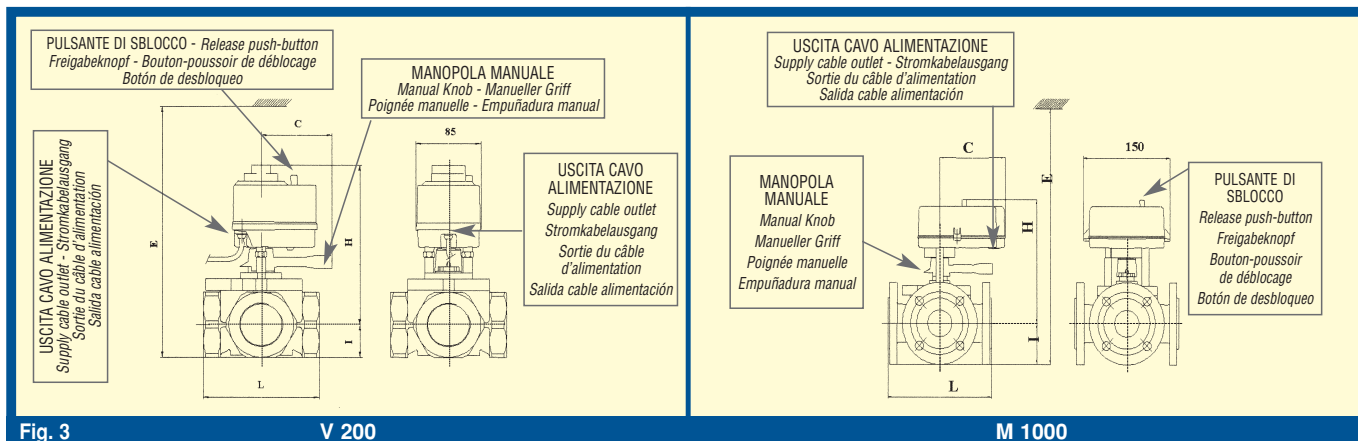 PULSANTE DI SBLOCCO - Release push-button
Freigabeknopf - Bouton-poussoir de déblocage
Botón de desbloqueo
MANOPOLA MANUALE
Manual Knob - Manueller Griff
Poignée manuelle - Empuñadura manual
USCITA CAVO ALIMENTAZIONE
Supply cable outlet - Stromkabelausgang
Sortie du câble d'alimentation
Salida cable alimentación
C
85
E
H
I
L
USCITA CAVO
ALIMENTAZIONE
Supply cable outlet
Stromkabelausgang
Sortie du câble
d'alimentation
Salida cable alimentación
USCITA CAVO ALIMENTAZIONE
Supply cable outlet - Stromkabelausgang
Sortie du câble d'alimentation
Salida cable alimentación
MANOPOLA
MANUALE
Manual Knob
Manueller Griff
Poignée manuelle
Empuñadura manual
C
E
150
H
I
L
PULSANTE DI
SBLOCCO
Release push-button
Freigabeknopf
Bouton-poussoir
de déblocage
Botón de desbloqueo
Fig. 3
V 200
M 1000